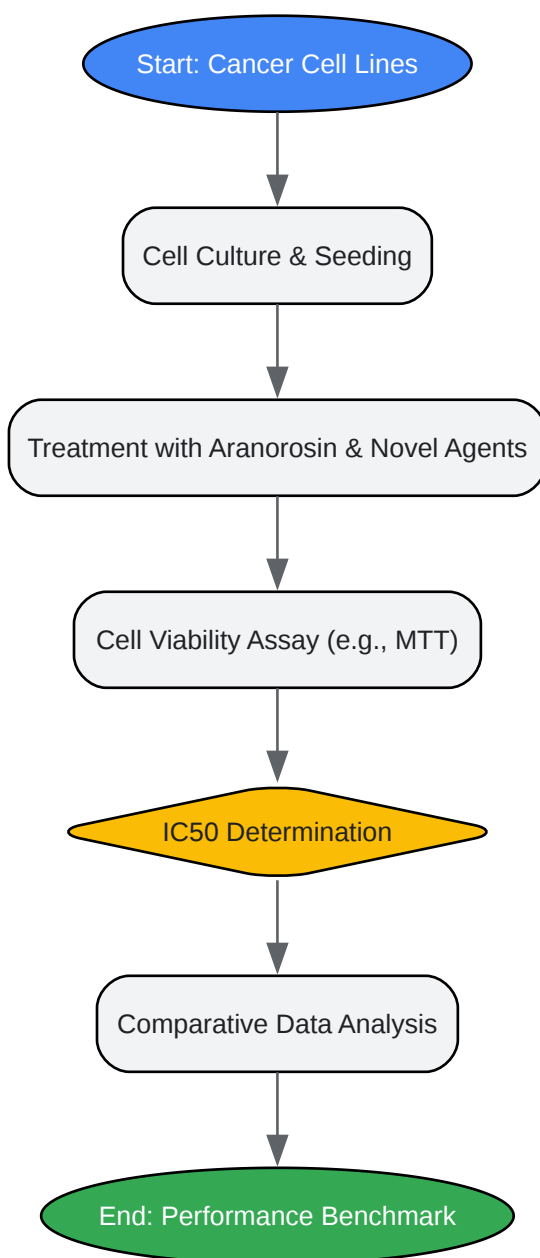 Start: Cancer Cell Lines
Cell Culture & Seeding
Treatment with Aranorosin & Novel Agents
Cell Viability Assay (e.g., MTT)
IC50 Determination
Comparative Data Analysis
End: Performance Benchmark